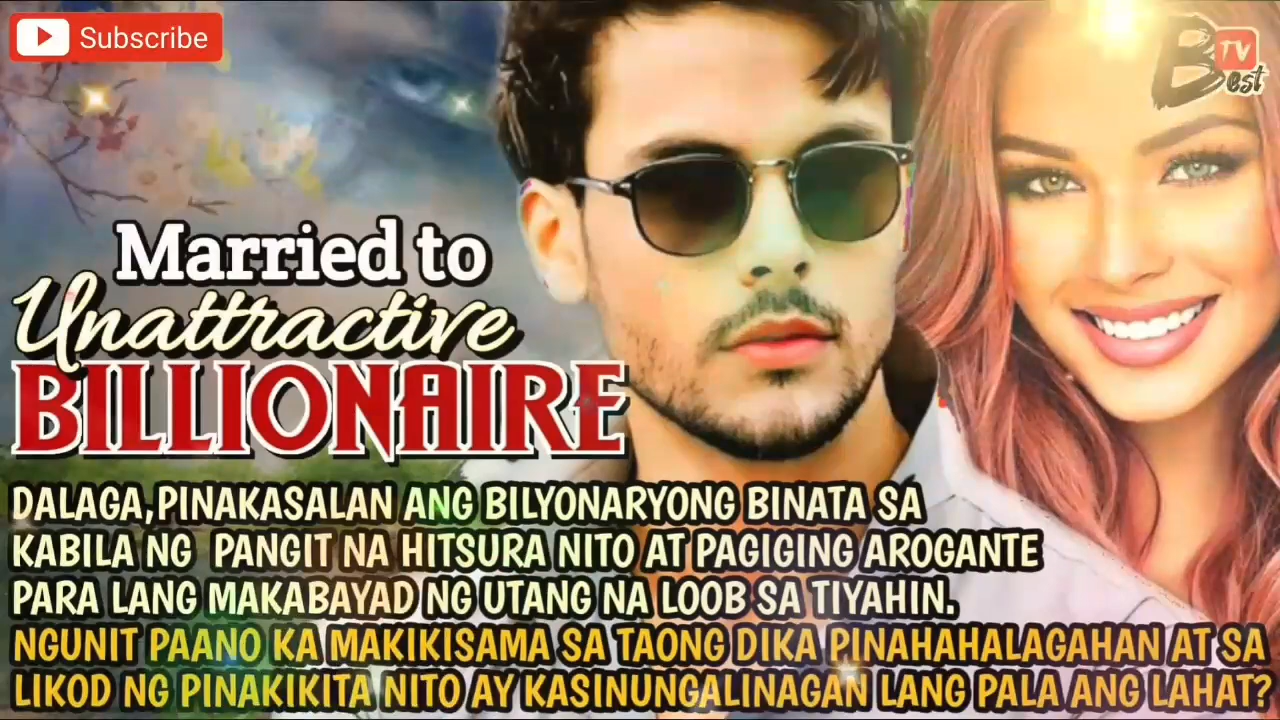 Subscribe
B TV
est
Married to
Unattractive
BILLIONAIRE
DALAGA,PINAKASALAN ANG BILYONARYONG BINATA SA
KABILA NG PANGIT NA HITSURA NITO AT PAGIGING AROGANTE
PARA LANG MAKABAYAD NG UTANG NA LOOB SA TIYAHIN.
NGUNIT PAANO KA MAKIKISAMA SA TAONG DIKA PINAHAHALAGAHAN AT SA
LIKOD NG PINAKIKITA NITO AY KASINUNGALINAGAN LANG PALA ANG LAHAT?